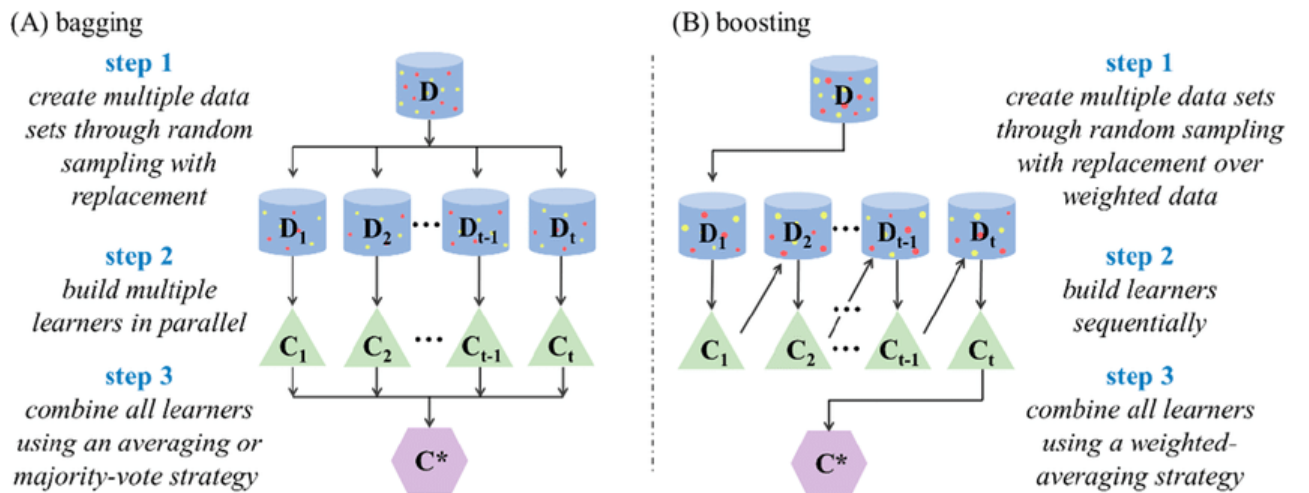 (A) bagging
step 1
create multiple data
sets through random
sampling with
replacement
step 2
build multiple
learners in parallel
step 3
combine all learners
using an averaging or
majority-vote strategy
D
D₁ D₂ ... Dₜ₋₁ Dₜ
C₁ C₂ ... Cₜ₋₁ Cₜ
C*
(B) boosting
D
D₁ D₂ ... Dₜ₋₁ Dₜ
...
C₁ C₂ ... Cₜ₋₁ Cₜ
C*
step 1
create multiple data sets
through random sampling
with replacement over
weighted data
step 2
build learners
sequentially
step 3
combine all learners
using a weighted-
averaging strategy